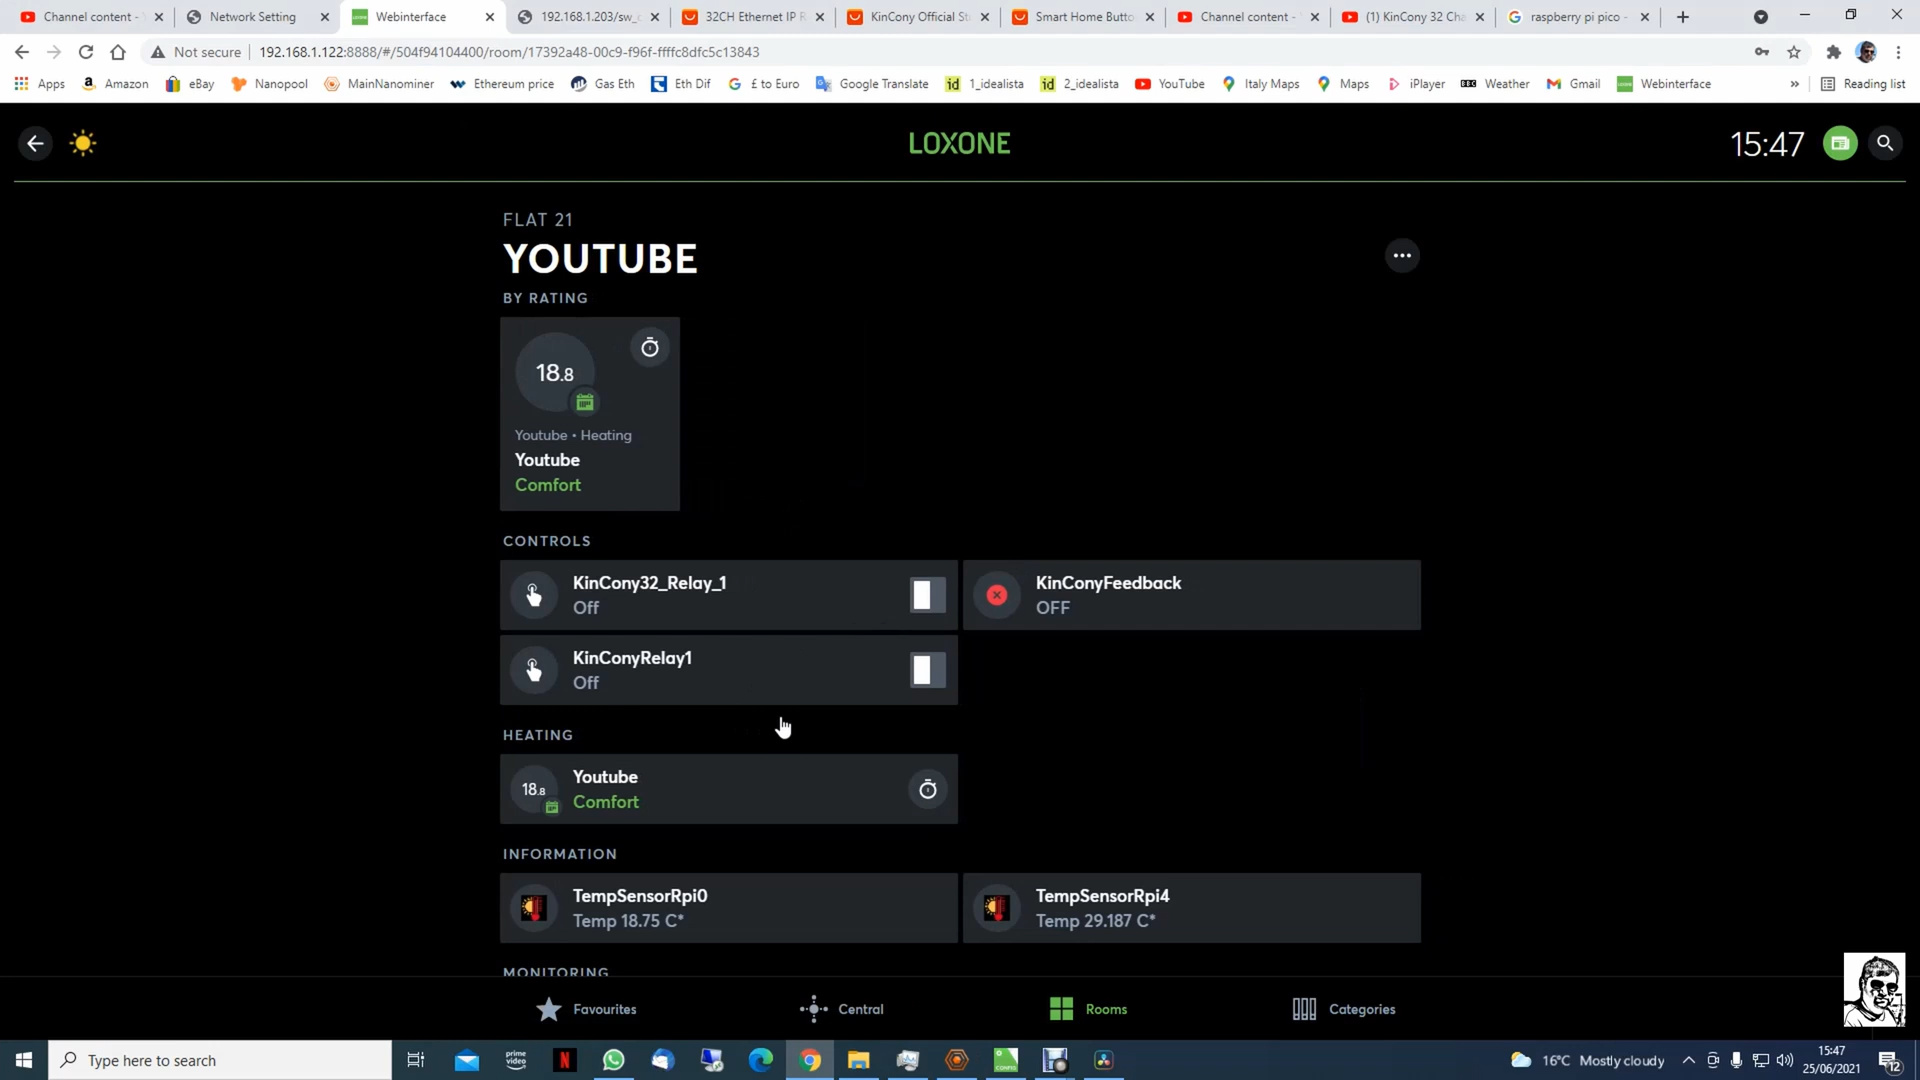 Channel content - Y
Network Setting
Webinterface
192.168.1.203/sw_c
32CH Ethernet IP R
KinCony Official St
Smart Home Butto
Channel content -
(1) KinCony 32 Cha
raspberry pi pico -
Not secure
192.168.1.122:8888/#/504f94104400/room/17392a48-00c9-f96f-ffffc8dfc5c13843
Apps
Amazon
eBay
Nanopool
MainNanominer
Ethereum price
Gas Eth
Eth Dif
£ to Euro
Google Translate
1_idealista
2_idealista
YouTube
Italy Maps
Maps
iPlayer
Weather
Gmail
Webinterface
»
Reading list
LOXONE
15:47
FLAT 21
YOUTUBE
BY RATING
18.8
Youtube • Heating
Youtube
Comfort
CONTROLS
KinCony32_Relay_1
Off
KinConyFeedback
OFF
KinConyRelay1
Off
HEATING
18.8
Youtube
Comfort
INFORMATION
TempSensorRpi0
Temp 18.75 C*
TempSensorRpi4
Temp 29.187 C*
MONITORING
Favourites
Central
Rooms
Categories
Type here to search
prime video
N
CONFIG
16°C Mostly cloudy
15:47
25/06/2021
12